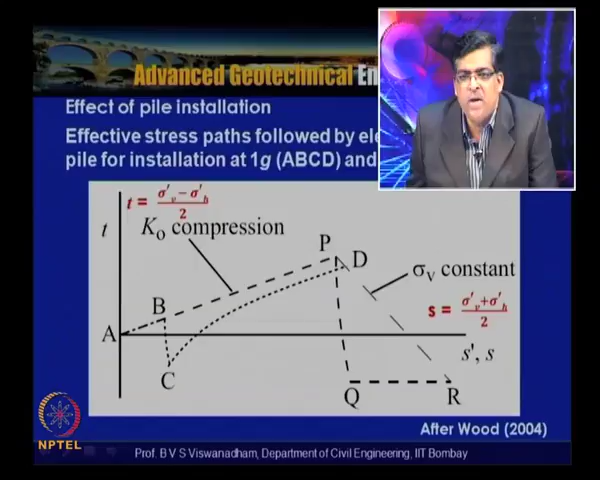 Advanced Geotechnical En
Effect of pile installation
Effective stress paths followed by ele
pile for installation at 1g (ABCD) and
t = σ'v − σ'h / 2
t
K0 compression
P
D
σv constant
B
s = σ'v + σ'h / 2
A
s', s
C
Q
R
NPTEL
After Wood (2004)
Prof. B V S Viswanadham, Department of Civil Engineering, IIT Bombay